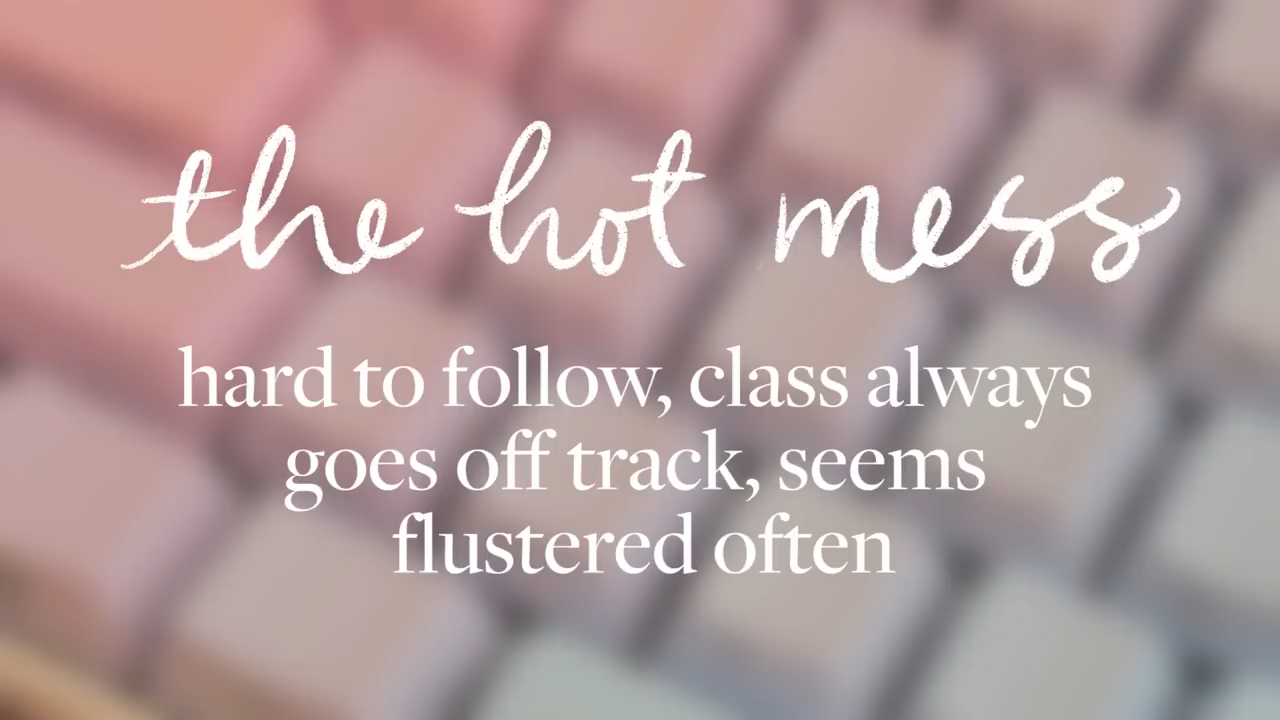 the hot mess
hard to follow, class always
goes off track, seems
flustered often